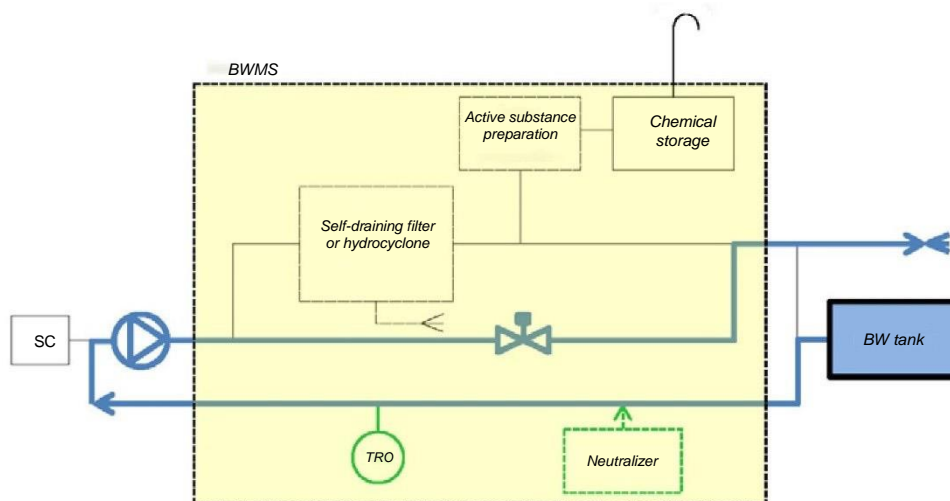 BWMS
Active substance
preparation
Chemical
storage
Self-draining filter
or hydrocyclone
SC
BW tank
TRO
Neutralizer